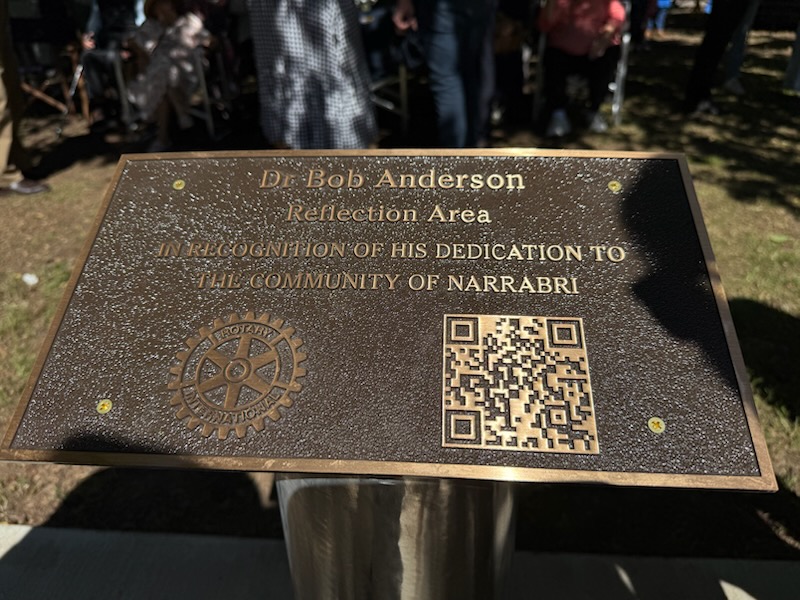 Dr Bob Anderson
Reflection Area
IN RECOGNITION OF HIS DEDICATION TO
THE COMMUNITY OF NARRABRI
ROTARY
INTERNATIONAL